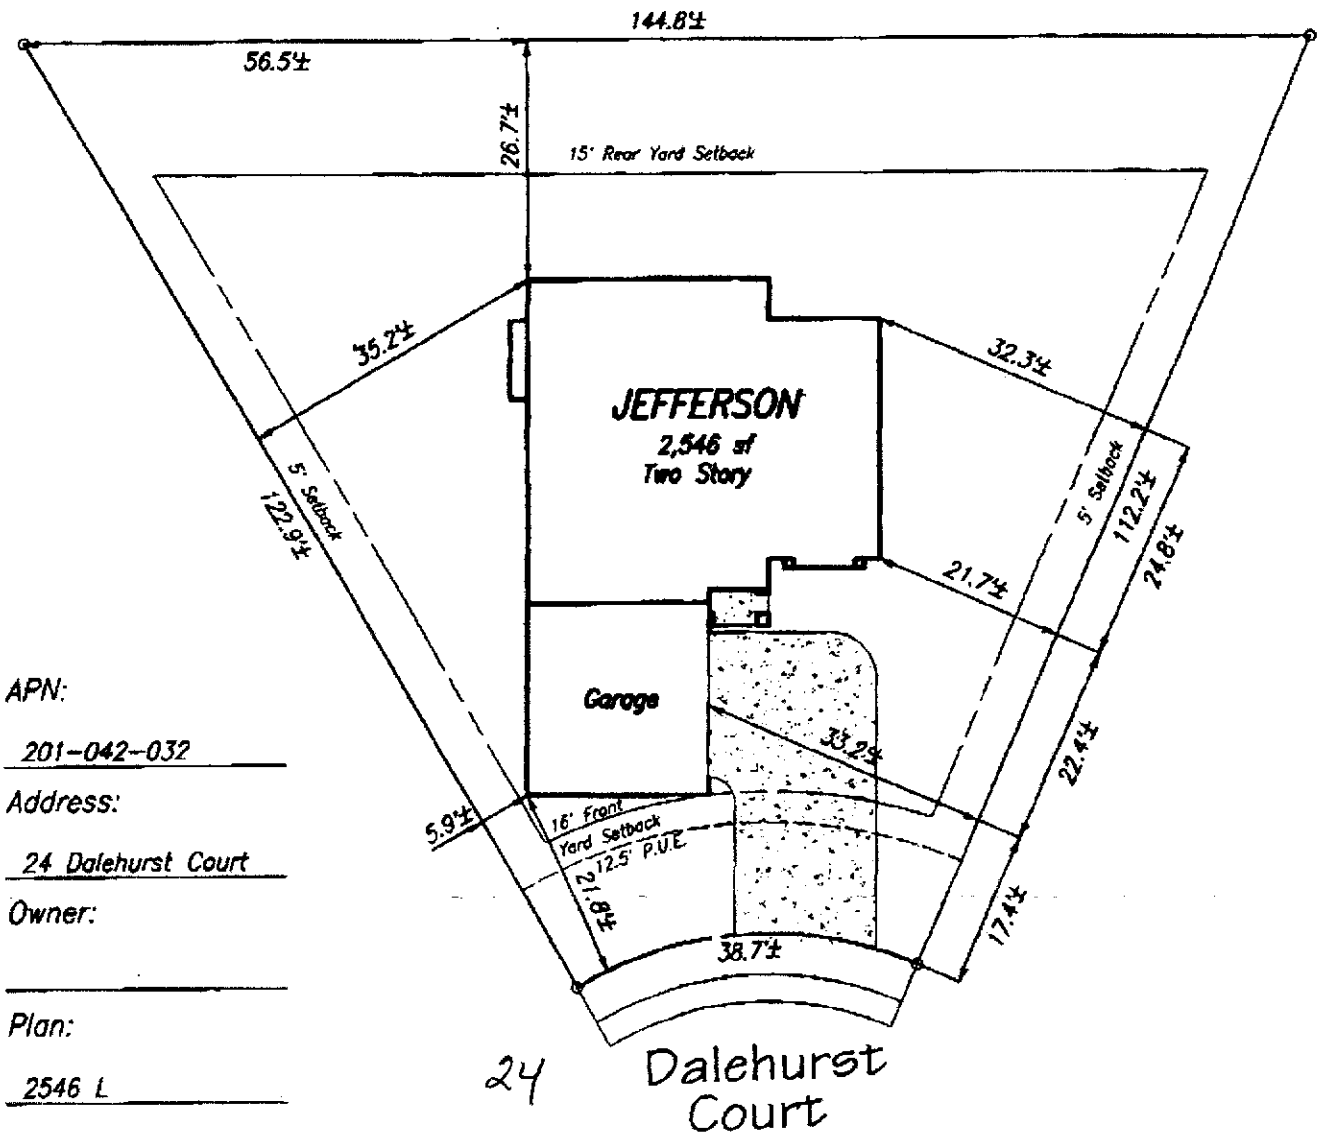 144.8'±
56.5'±
26.7'±
15' Rear Yard Setback
35.2'±
32.3'±
JEFFERSON
2,546 sf
Two Story
5' Setback
122.9'±
5' Setback
112.2'±
24.8'±
21.7'±
Garage
33.2'±
22.4'±
5.9'±
16' Front
Yard Setback
12.5' P.U.E.
21.8'±
17.4'±
38.7'±
APN:
201-042-032
Address:
24 Dalehurst Court
Owner:
Plan:
2546 L
24
Dalehurst
Court